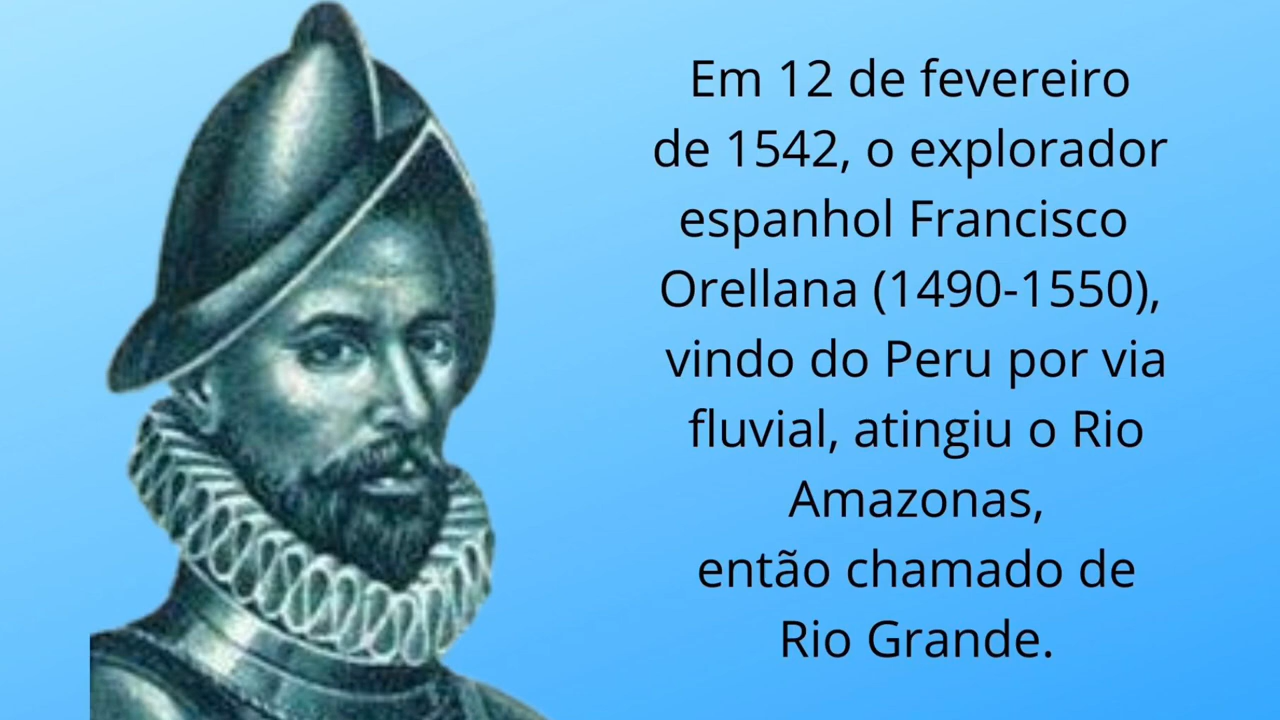 Em 12 de fevereiro
de 1542, o explorador
espanhol Francisco
Orellana (1490-1550),
vindo do Peru por via
fluvial, atingiu o Rio
Amazonas,
então chamado de
Rio Grande.